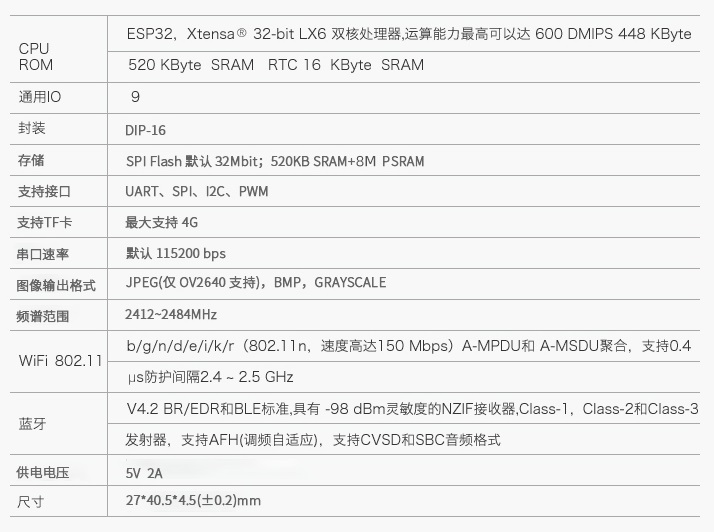 CPU
ROM
ESP32，Xtensa® 32-bit LX6 双核处理器,运算能力最高可以达 600 DMIPS 448 KByte
520 KByte SRAM RTC 16 KByte SRAM
通用IO 9
封装 DIP-16
存储 SPI Flash 默认 32Mbit；520KB SRAM+8M PSRAM
支持接口 UART、SPI、I2C、PWM
支持TF卡 最大支持 4G
串口速率 默认 115200 bps
图像输出格式 JPEG(仅 OV2640 支持)，BMP，GRAYSCALE
频谱范围 2412~2484MHz
WiFi 802.11
b/g/n/d/e/i/k/r（802.11n，速度高达150 Mbps）A-MPDU和 A-MSDU聚合，支持0.4
μs防护间隔2.4 ~ 2.5 GHz
蓝牙
V4.2 BR/EDR和BLE标准,具有 -98 dBm灵敏度的NZIF接收器,Class-1，Class-2和Class-3
发射器，支持AFH(调频自适应)，支持CVSD和SBC音频格式
供电电压 5V 2A
尺寸 27*40.5*4.5(±0.2)mm